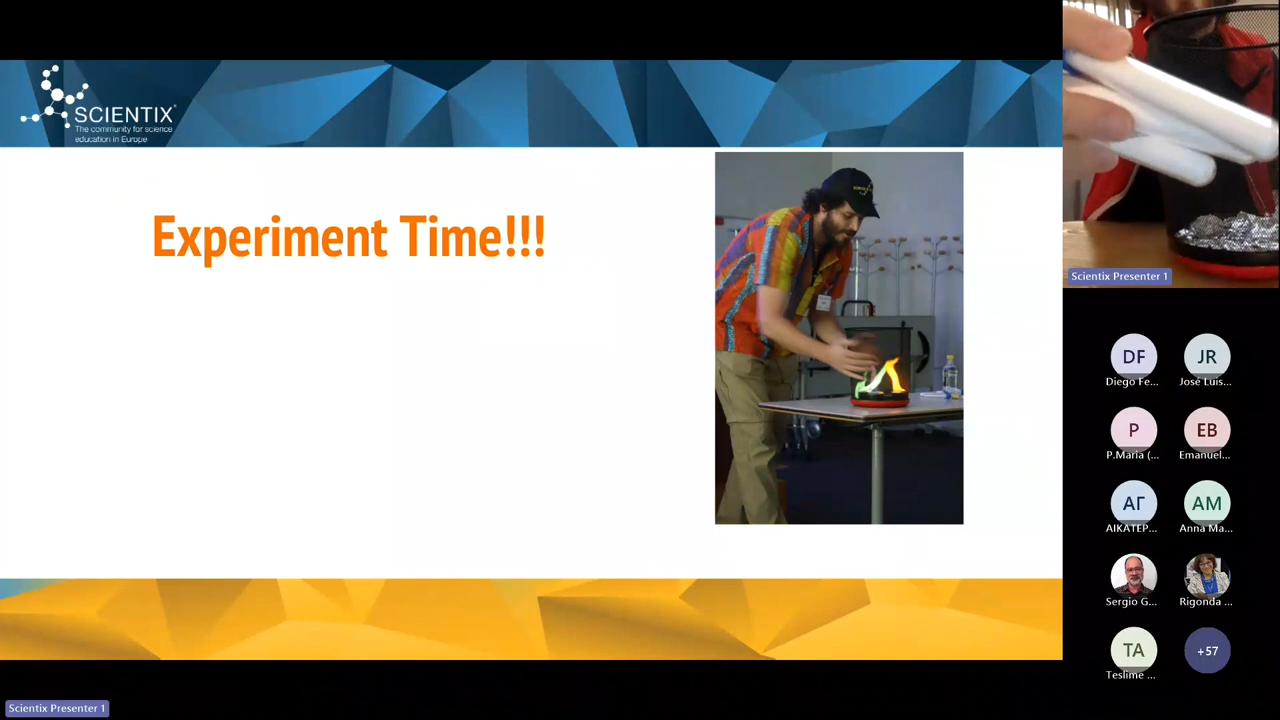 SCIENTIX®
The community for science
education in Europe
Experiment Time!!!
Scientix Presenter 1
DF
Diego Fe...
JR
José Luis...
P
P.Maria (...
EB
Emanuel...
ΑΓ
ΑΙΚΑΤΕΡ...
AM
Anna Ma...
Sergio G...
Rigonda ...
TA
Teslime ...
+57
Scientix Presenter 1